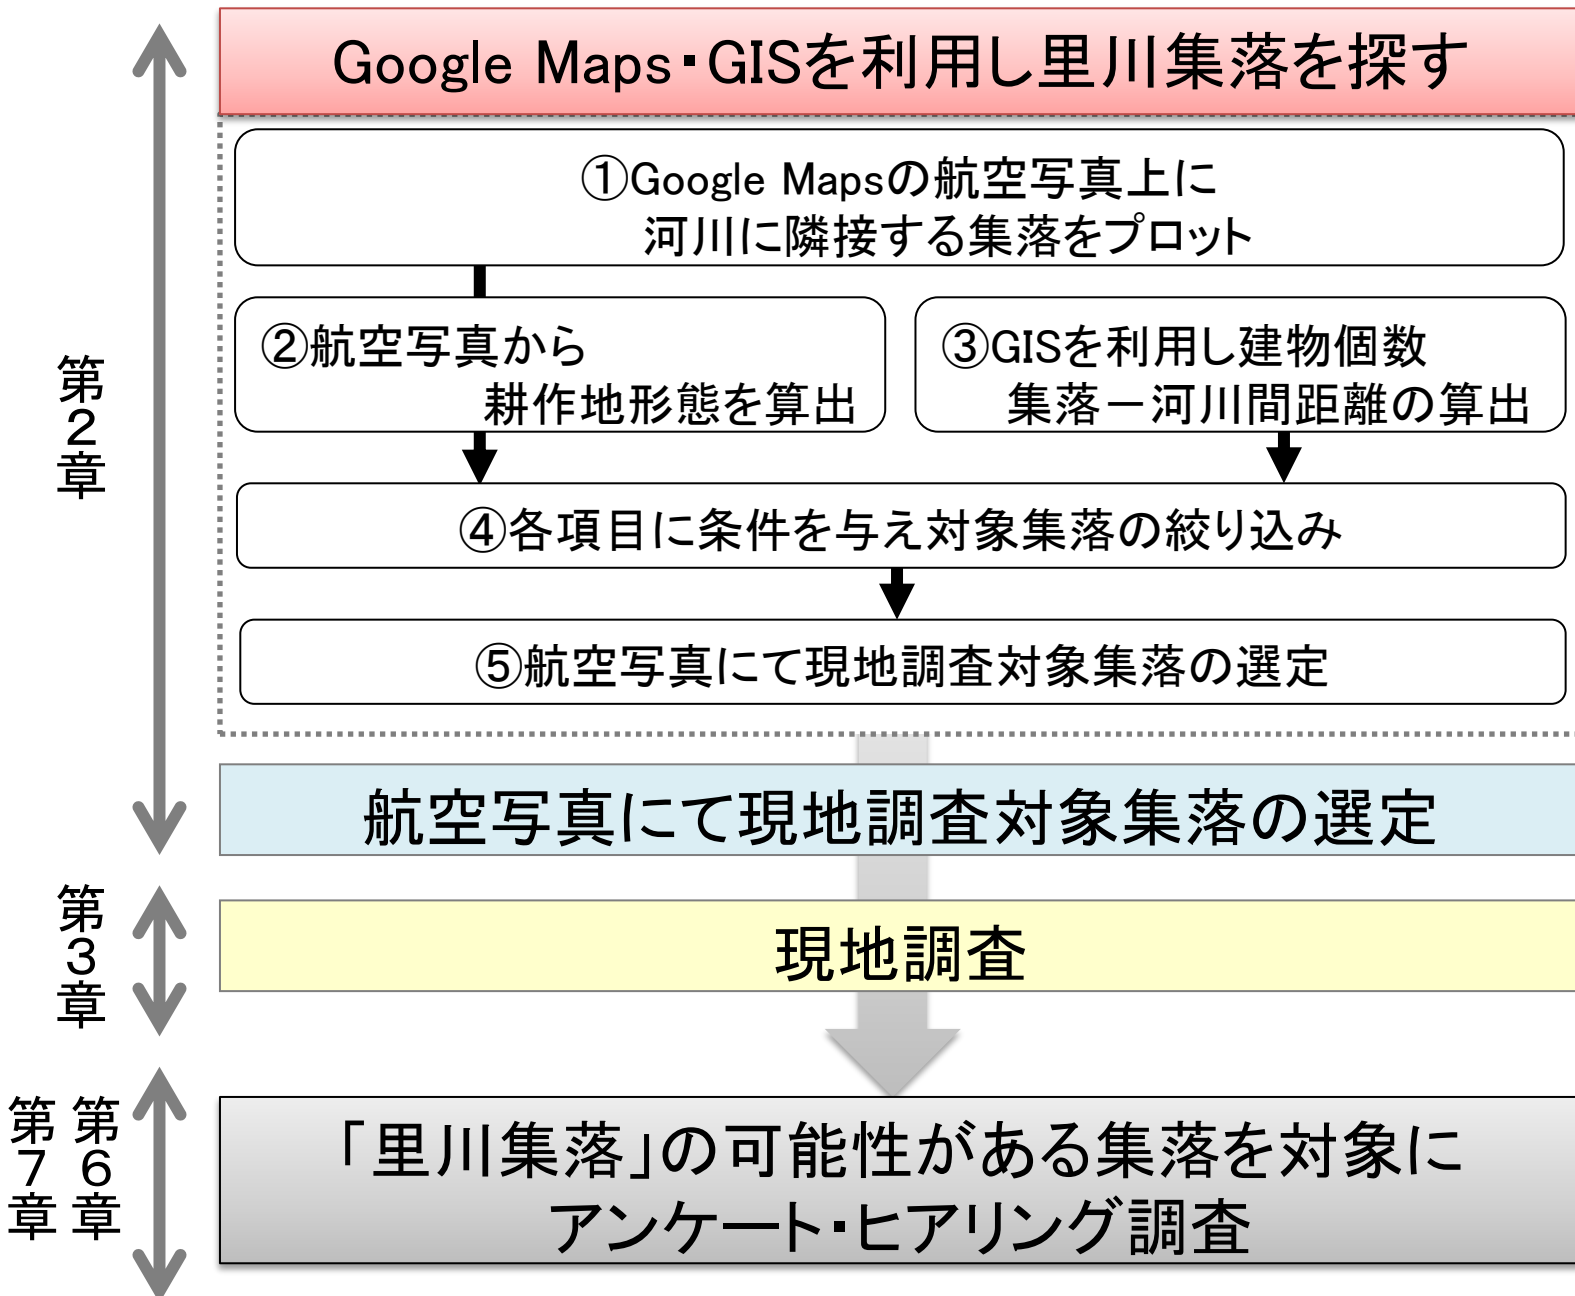 Google Maps・GISを利用し里川集落を探す
①Google Mapsの航空写真上に
河川に隣接する集落をプロット
②航空写真から
耕作地形態を算出
③GISを利用し建物個数
集落－河川間距離の算出
④各項目に条件を与え対象集落の絞り込み
⑤航空写真にて現地調査対象集落の選定
第2章
航空写真にて現地調査対象集落の選定
第3章
現地調査
第6章
第7章
「里川集落」の可能性がある集落を対象に
アンケート・ヒアリング調査